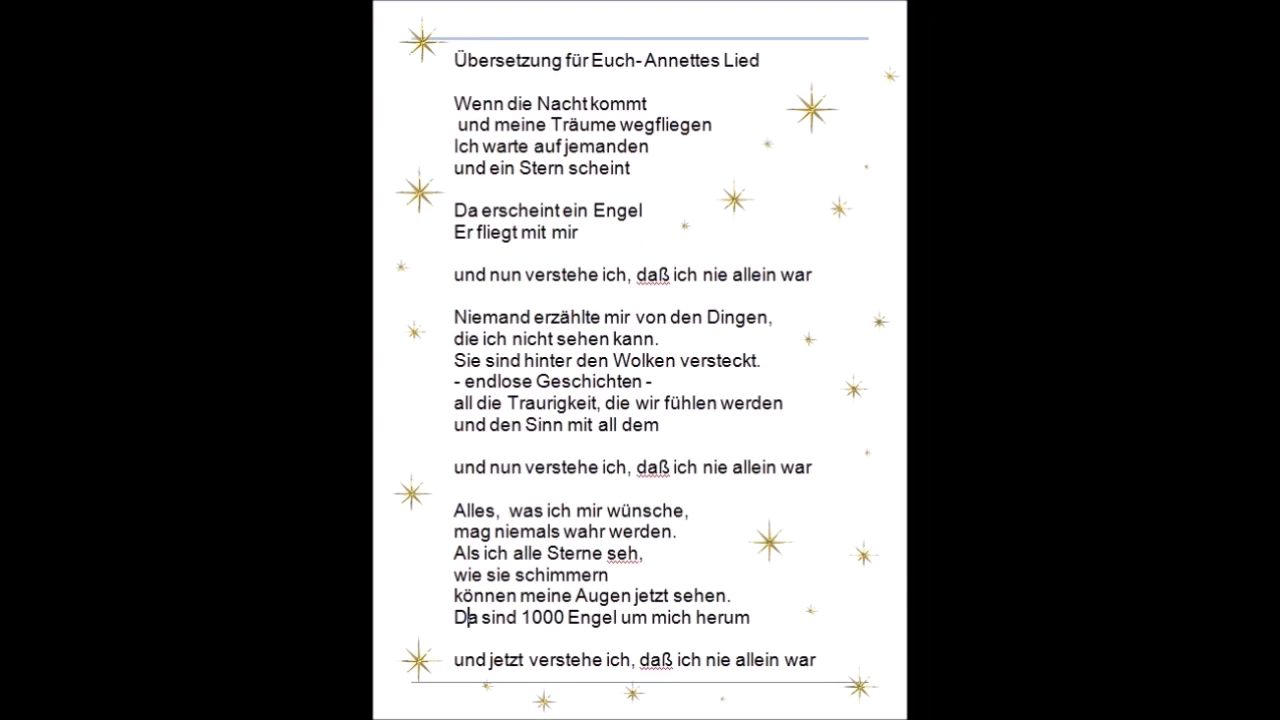 Übersetzung für Euch- Annettes Lied
Wenn die Nacht kommt
und meine Träume wegfliegen
Ich warte auf jemanden
und ein Stern scheint
Da erscheint ein Engel
Er fliegt mit mir
und nun verstehe ich, daß ich nie allein war
Niemand erzählte mir von den Dingen,
die ich nicht sehen kann.
Sie sind hinter den Wolken versteckt.
- endlose Geschichten -
all die Traurigkeit, die wir fühlen werden
und den Sinn mit all dem
und nun verstehe ich, daß ich nie allein war
Alles, was ich mir wünsche,
mag niemals wahr werden.
Als ich alle Sterne seh,
wie sie schimmern
können meine Augen jetzt sehen.
Da sind 1000 Engel um mich herum
und jetzt verstehe ich, daß ich nie allein war